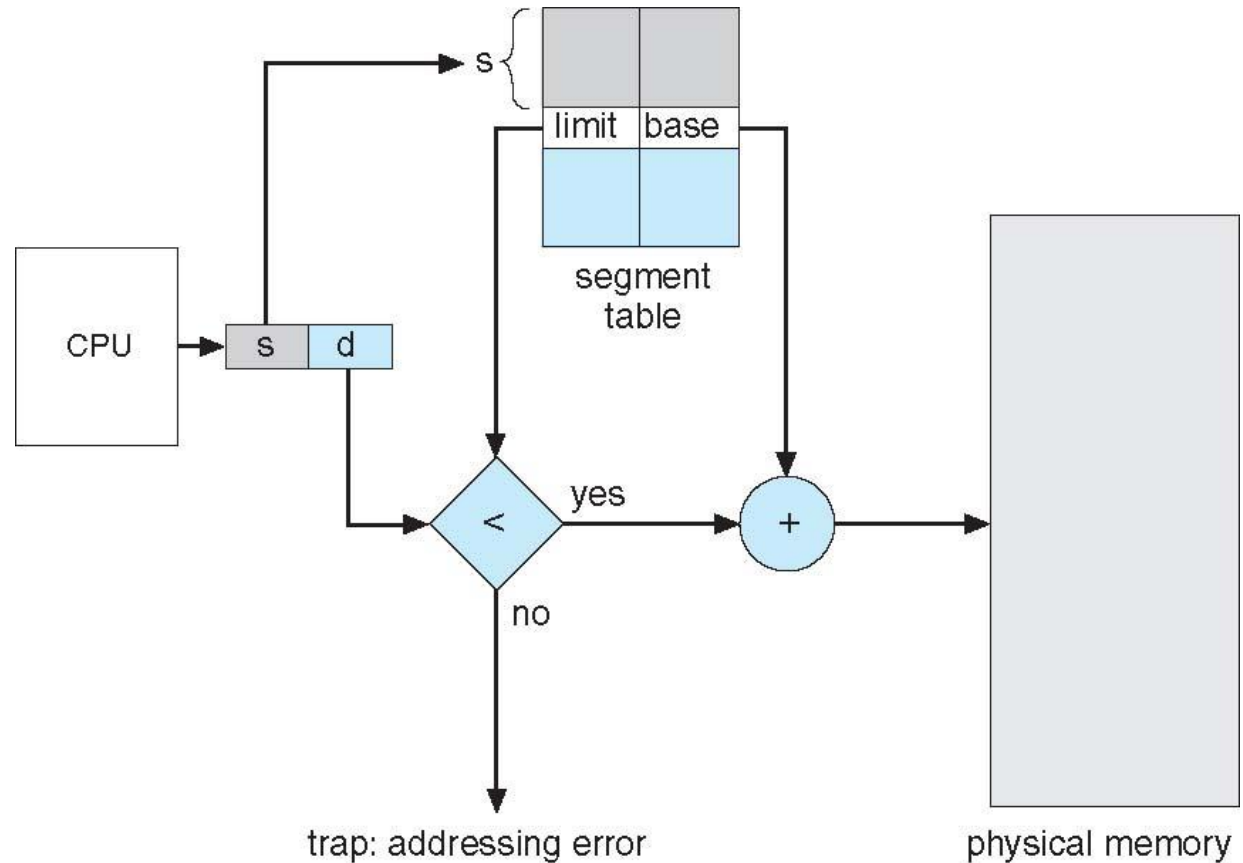 s
limit base
segment
table
CPU
s d
< yes +
no
trap: addressing error
physical memory